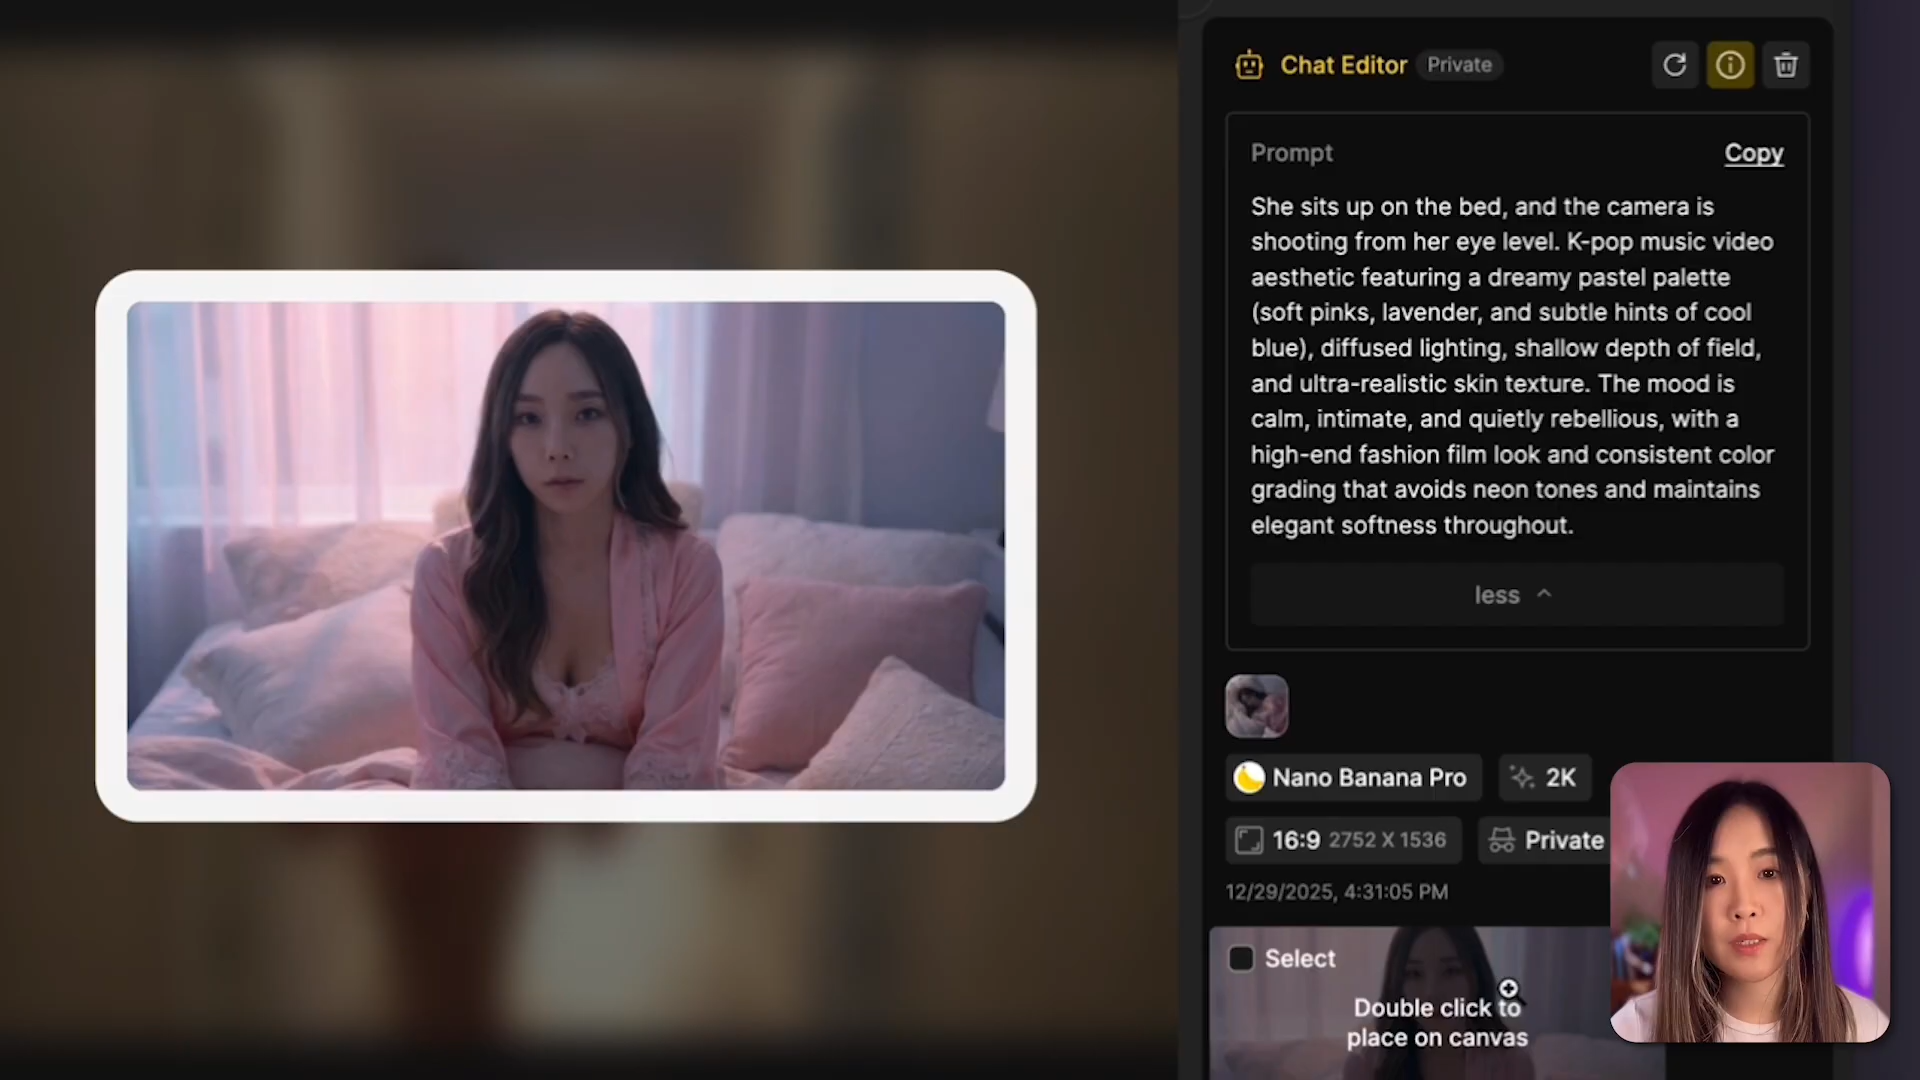 Chat Editor Private
Prompt
Copy
She sits up on the bed, and the camera is
shooting from her eye level. K-pop music video
aesthetic featuring a dreamy pastel palette
(soft pinks, lavender, and subtle hints of cool
blue), diffused lighting, shallow depth of field,
and ultra-realistic skin texture. The mood is
calm, intimate, and quietly rebellious, with a
high-end fashion film look and consistent color
grading that avoids neon tones and maintains
elegant softness throughout.
less
Nano Banana Pro
2K
16:9 2752 X 1536
Private
12/29/2025, 4:31:05 PM
Select
Double click to
place on canvas